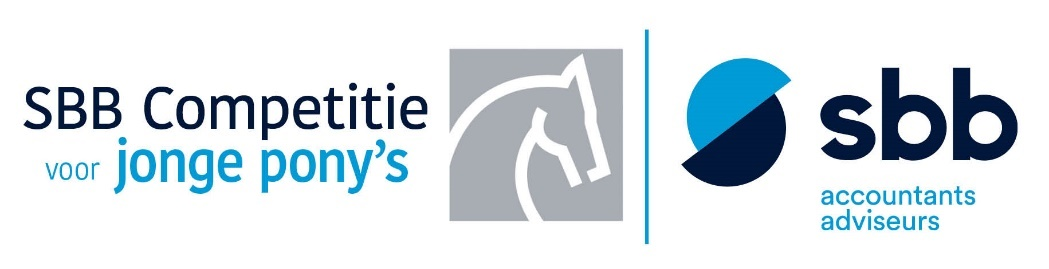 SBB Competitie
voor jonge pony's
sbb
accountants
adviseurs